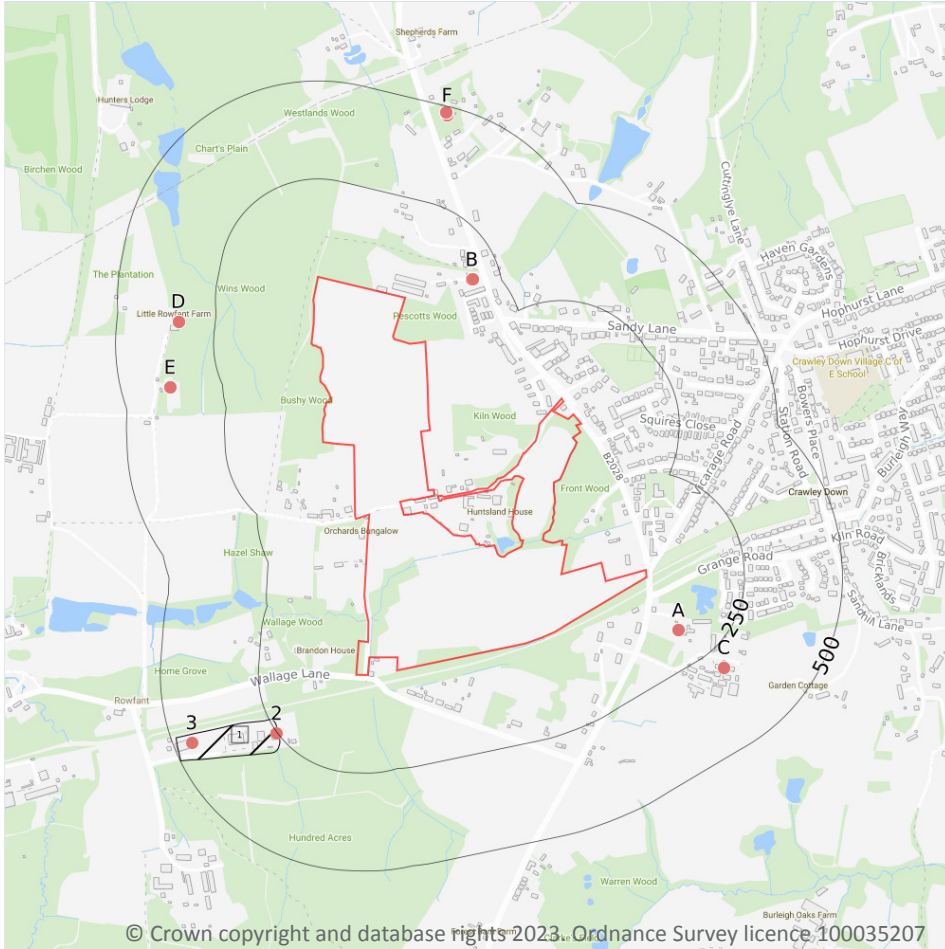 Shepherds Farm
F
Hunters Lodge
Westlands Wood
Chart's Plain
Birchen Wood
Cuttinglye Lane
Haven Gardens
B
The Plantation
Wins Wood
Hophurst Lane
D
Little Rowfant Farm
Pescotts Wood
Sandy Lane
Hophurst Drive
E
Crawley Down Village C of
E School
Bushy Wood
Kiln Wood
Squires Close
Bowers Place
Station Road
Burleigh Way
Vicarage Road
B2028
Front Wood
Crawley Down
Huntsland House
Orchards Bungalow
Kiln Road
Hazel Shaw
Grange Road
Bricklands
Sandhill Lane
Wallage Wood
A
250
Brandon House
500
Home Grove
C
Wallage Lane
Garden Cottage
Rowfant
3
1
2
Hundred Acres
Warren Wood
Burleigh Oaks Farm
© Crown copyright and database rights 2023. Ordnance Survey licence 100035207